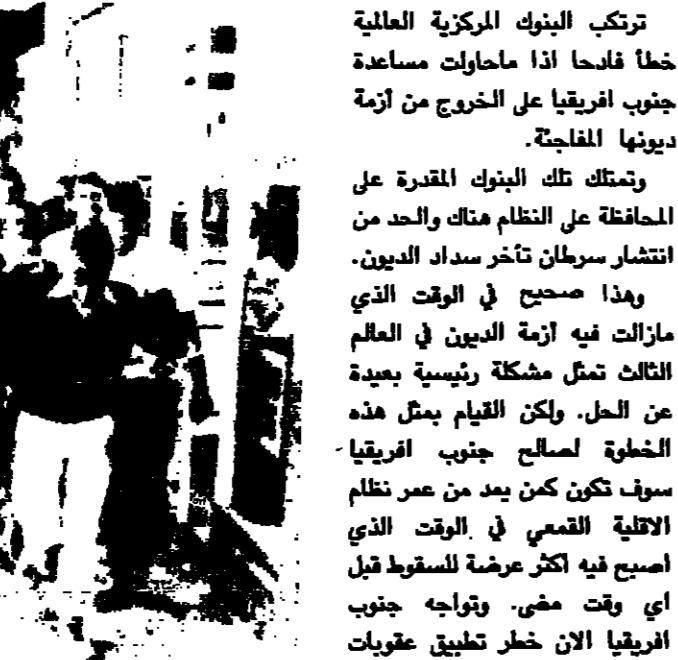 ترتكب البنوك المركزية العالمية
خطأ فادحا اذا ماحاولت مساعدة
جنوب افريقيا على الخروج من أزمة
ديونها المفاجئة.
وتمتلك تلك البنوك المقدرة على
المحافظة على النظام هناك والحد من
انتشار سرطان تأخر سداد الديون.
وهذا صحيح في الوقت الذي
مازالت فيه أزمة الديون في العالم
الثالث تمثل مشكلة رئيسية بعيدة
عن الحل. ولكن القيام بمثل هذه
الخطوة لصالح جنوب افريقيا
سوف تكون كمن يمد من عمر نظام
الاقلية القمعي في الوقت الذي
اصبح فيه اكثر عرضة للسقوط قبل
اي وقت مضى. وتواجه جنوب
افريقيا الان خطر تطبيق عقوبات